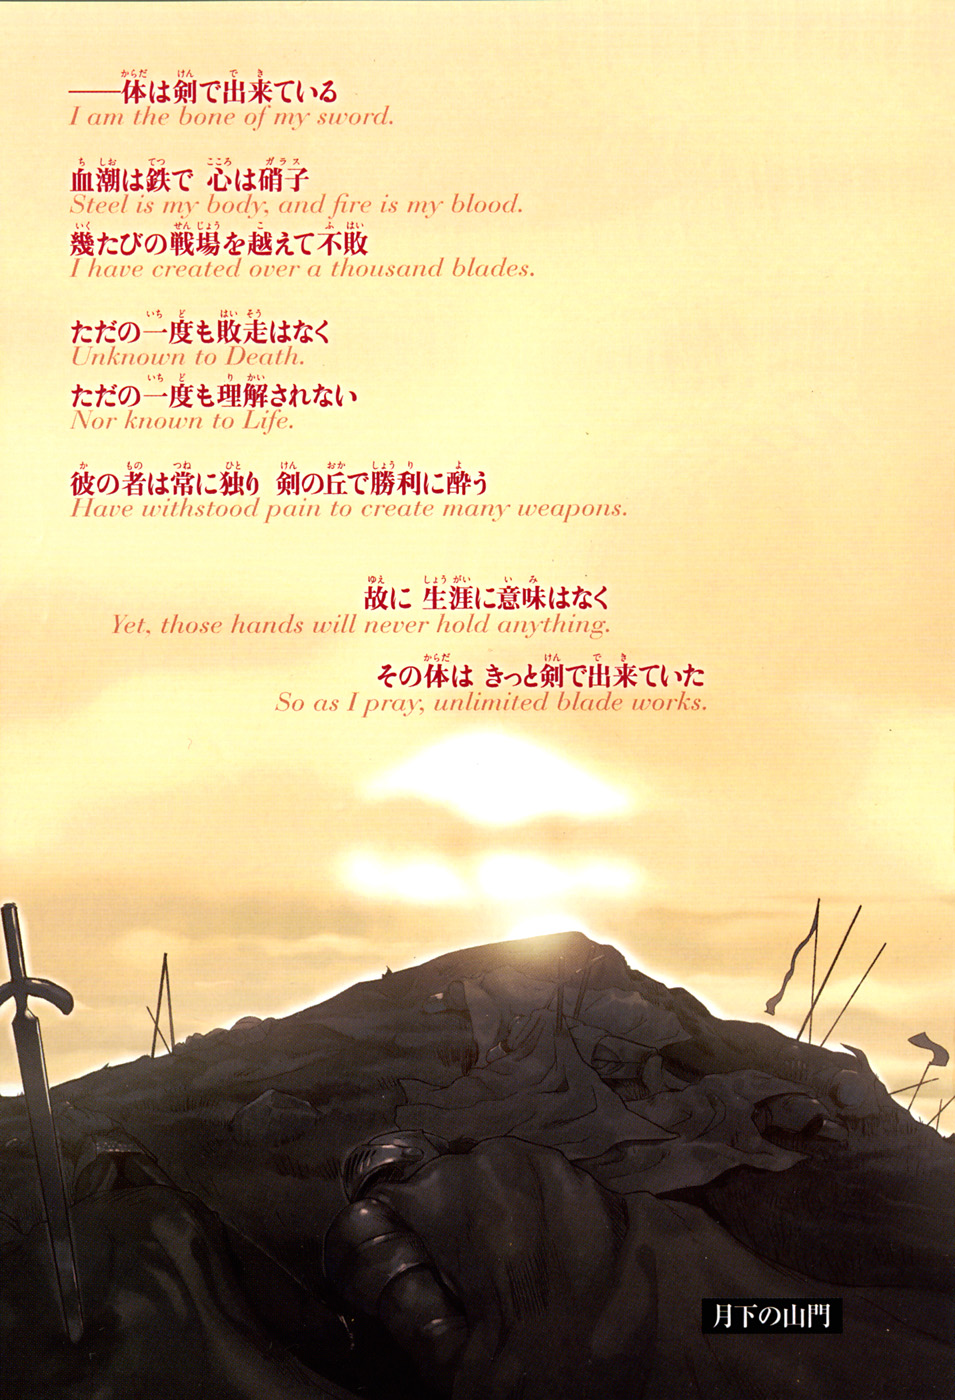 ――体は剣で出来ている
I am the bone of my sword.
血潮は鉄で 心は硝子
Steel is my body, and fire is my blood.
幾たびの戦場を越えて不敗
I have created over a thousand blades.
ただの一度も敗走はなく
Unknown to Death.
ただの一度も理解されない
Nor known to Life.
彼の者は常に独り 剣の丘で勝利に酔う
Have withstood pain to create many weapons.
故に 生涯に意味はなく
Yet, those hands will never hold anything.
その体は きっと剣で出来ていた
So as I pray, unlimited blade works.
月下の山門